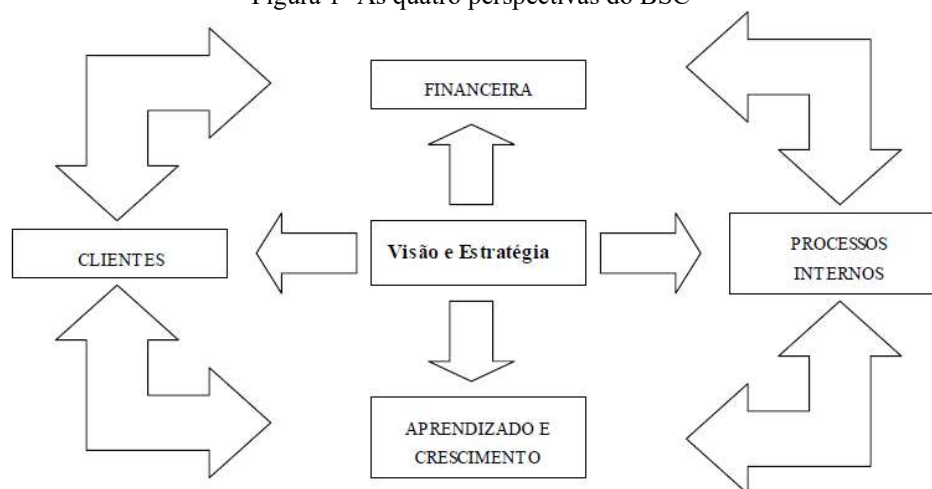 Figura 1- As quatro perspectivas do BSC
FINANCEIRA
CLIENTES
Visão e Estratégia
PROCESSOS
INTERNOS
APRENDIZADO E
CRESCIMENTO